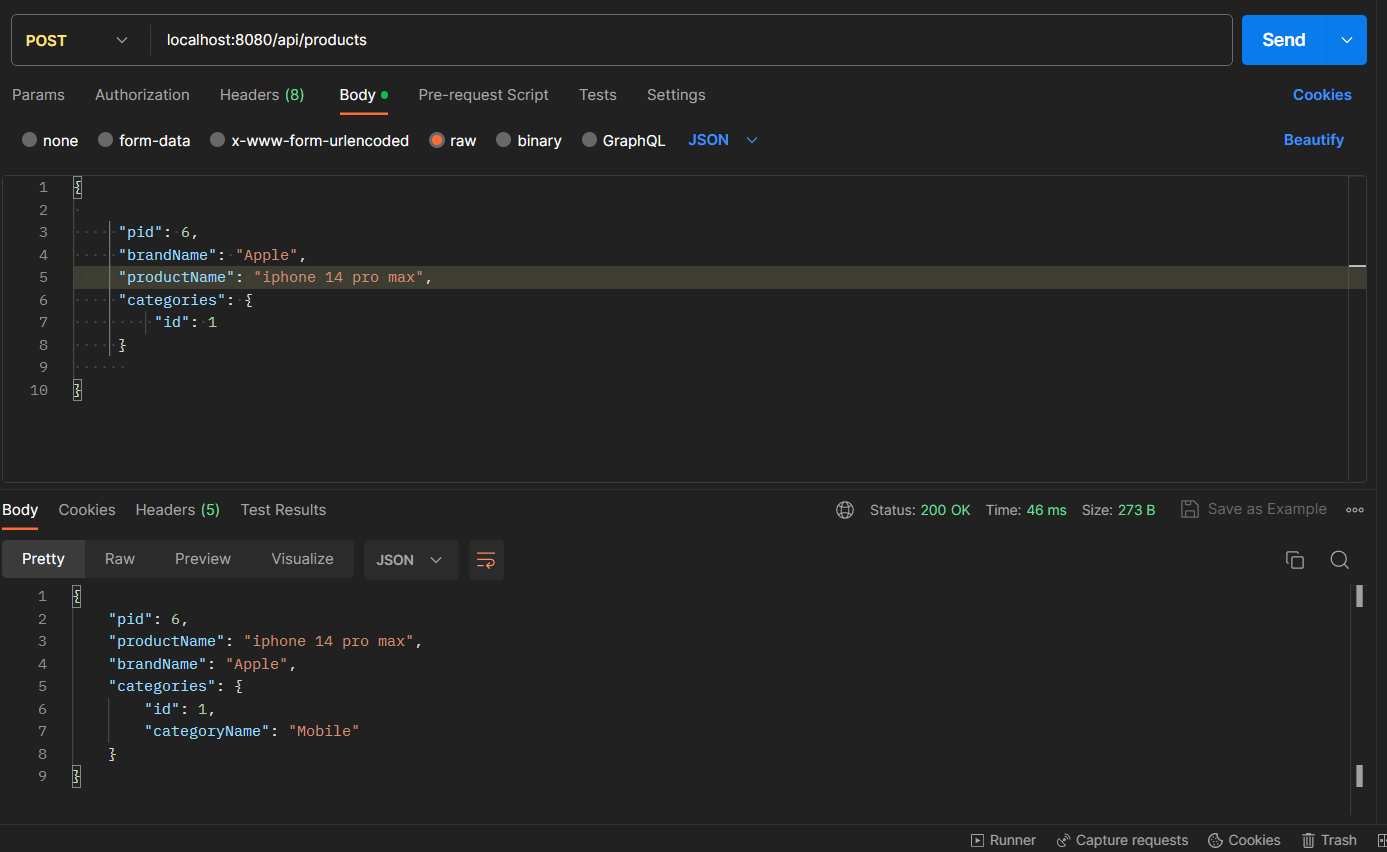 POST localhost:8080/api/products Send
Params Authorization Headers (8) Body Pre-request Script Tests Settings Cookies
none form-data x-www-form-urlencoded raw binary GraphQL JSON Beautify
1 {
2
3 "pid": 6,
4 "brandName": "Apple",
5 "productName": "iphone 14 pro max",
6 "categories": {
7 "id": 1
8 }
9
10 }
Body Cookies Headers (5) Test Results Status: 200 OK Time: 46 ms Size: 273 B Save as Example
Pretty Raw Preview Visualize JSON
1 {
2 "pid": 6,
3 "productName": "iphone 14 pro max",
4 "brandName": "Apple",
5 "categories": {
6 "id": 1,
7 "categoryName": "Mobile"
8 }
9 }
Runner Capture requests Cookies Trash